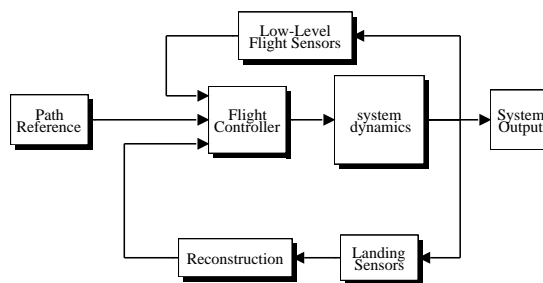 Low-Level
Flight Sensors
Path
Reference
Flight
Controller
system
dynamics
System
Output
Reconstruction
Landing
Sensors